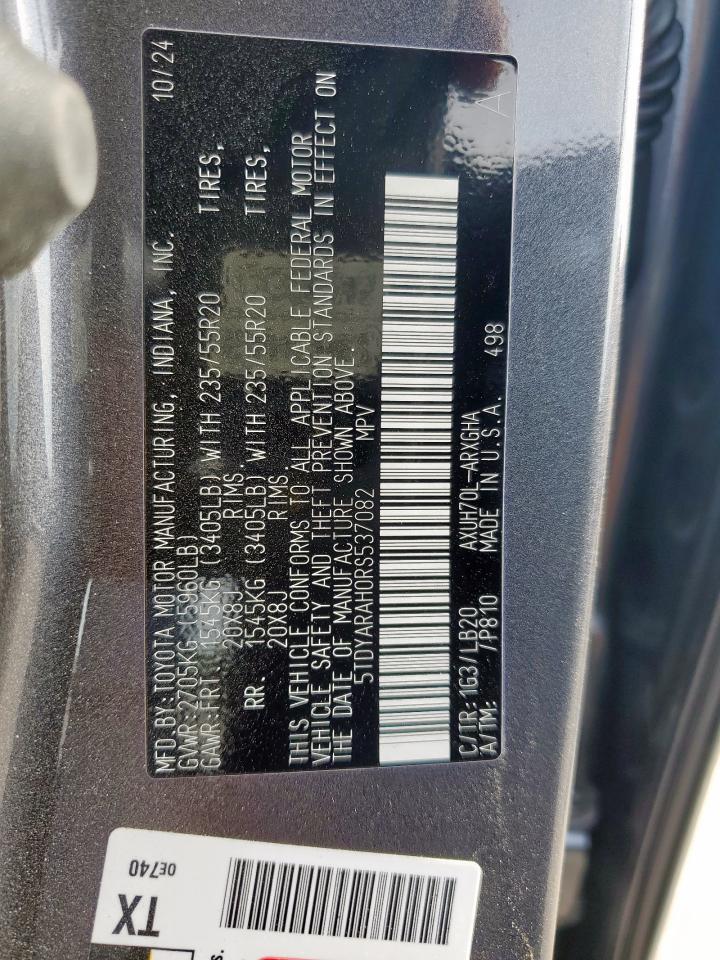 MFD.BY:TOYOTA MOTOR MANUFACTURING, INDIANA, INC. 10/24
GVWR:2705KG(5960LB)
GAWR:FRT 1545KG (3405LB) WITH 235/55R20 TIRES,
20X8J RIMS.
RR. 1545KG (3405LB) WITH 235/55R20 TIRES,
20X8J RIMS
THIS VEHICLE CONFORMS TO ALL APPLICABLE FEDERAL MOTOR
VEHICLE SAFETY AND THEFT PREVENTION STANDARDS IN EFFECT ON
THE DATE OF MANUFACTURE SHOWN ABOVE.
5TDYARAH0RS537082 MPV
A
C/TR:1G3/LB20 AXUH70L-ARXGHA
A/TM: /P810 MADE IN U.S.A. 498
TX
0E740
s.